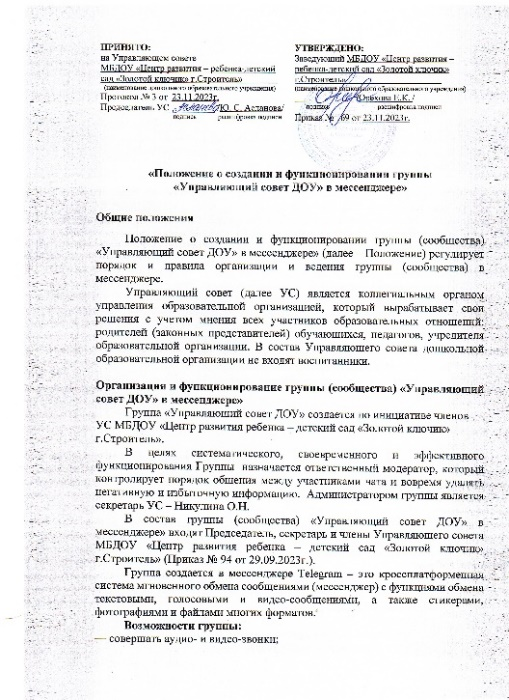 ПРИНЯТО:
на Управляющем совете
МБДОУ «Центр развития – ребенка-детский
сад «Золотой ключик» г.Строитель»
(наименование дошкольного образовательного учреждения)
Протокол № 3 от 23.11.2023г.
Председатель УС /Ю. С. Асланова/
подпись расшифровка подписи
УТВЕРЖДЕНО:
Заведующий МБДОУ «Центр развития –
ребенка-детский сад «Золотой ключик»
г.Строитель»
(наименование дошкольного образовательного учреждения)
Е.К./
подпись расшифровка подписи
Приказ № 69 от 23.11.2023г.
«Положение о создании и функционировании группы
«Управляющий совет ДОУ» в мессенджере»
Общие положения
Положение о создании и функционировании группы (сообщества)
«Управляющий совет ДОУ» в мессенджере» (далее Положение) регулирует
порядок и правила организации и ведения группы (сообщества) в
мессенджере.
Управляющий совет (далее УС) является коллегиальным органом
управления образовательной организацией, который вырабатывает свои
решения с учетом мнения всех участников образовательных отношений:
родителей (законных представителей) обучающихся, педагогов, учредителя
образовательной организации. В состав Управляющего совета дошкольной
образовательной организации не входят воспитанники.
Организация и функционирование группы (сообщества) «Управляющий
совет ДОУ» в мессенджере»
Группа «Управляющий совет ДОУ» создается по инициативе членов
УС МБДОУ «Центр развития ребенка – детский сад «Золотой ключик»
г.Строитель».
В целях систематического, своевременного и эффективного
функционирования Группы назначается ответственный модератор, который
контролирует порядок общения между участниками чата и вовремя удалять
негативную и избыточную информацию. Администратором группы является
секретарь УС – Никулина О.Н.
В состав группы (сообщества) «Управляющий совет ДОУ» в
мессенджере» входят Председатель, секретарь и члены Управляющего совета
МБДОУ «Центр развития ребенка – детский сад «Золотой ключик»
г.Строитель» (Приказ № 94 от 29.09.2023г.).
Группа создается в мессенджере Telegram – это кроссплатформенная
система мгновенного обмена сообщениями (мессенджер) с функциями обмена
текстовыми, голосовыми и видео-сообщениями, а также стикерами,
фотографиями и файлами многих форматов.
Возможности группы:
– совершать аудио- и видео-звонки;